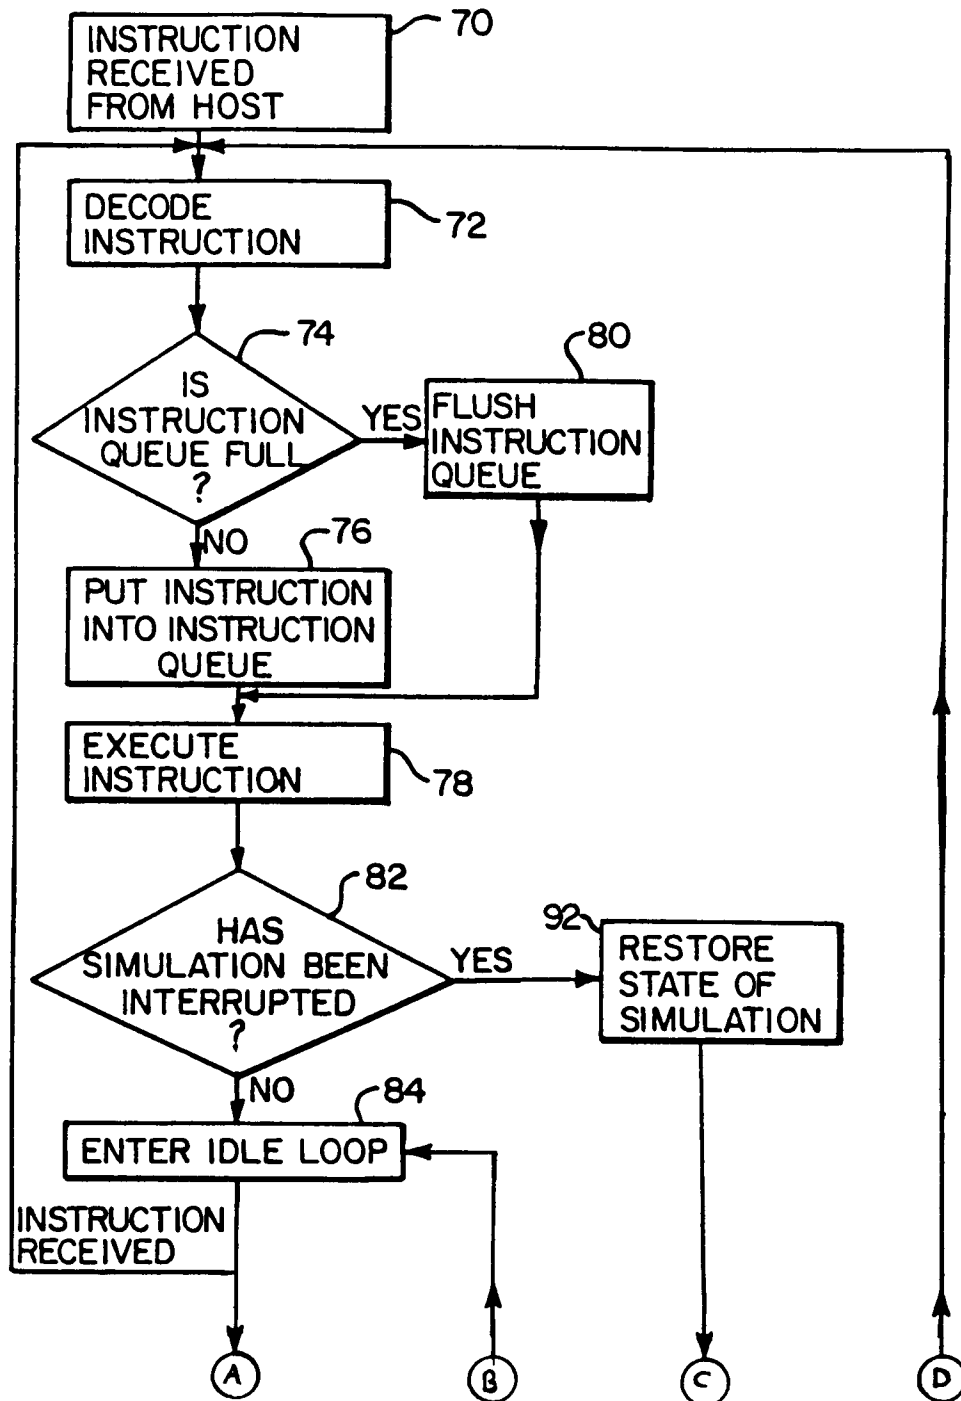 70
INSTRUCTION
RECEIVED
FROM HOST
DECODE
INSTRUCTION
72
74
IS
INSTRUCTION
QUEUE FULL
?
YES
80
FLUSH
INSTRUCTION
QUEUE
NO
76
PUT INSTRUCTION
INTO INSTRUCTION
QUEUE
EXECUTE
INSTRUCTION
78
82
HAS
SIMULATION BEEN
INTERRUPTED
?
YES
92
RESTORE
STATE OF
SIMULATION
NO
84
ENTER IDLE LOOP
INSTRUCTION
RECEIVED
A
B
C
D